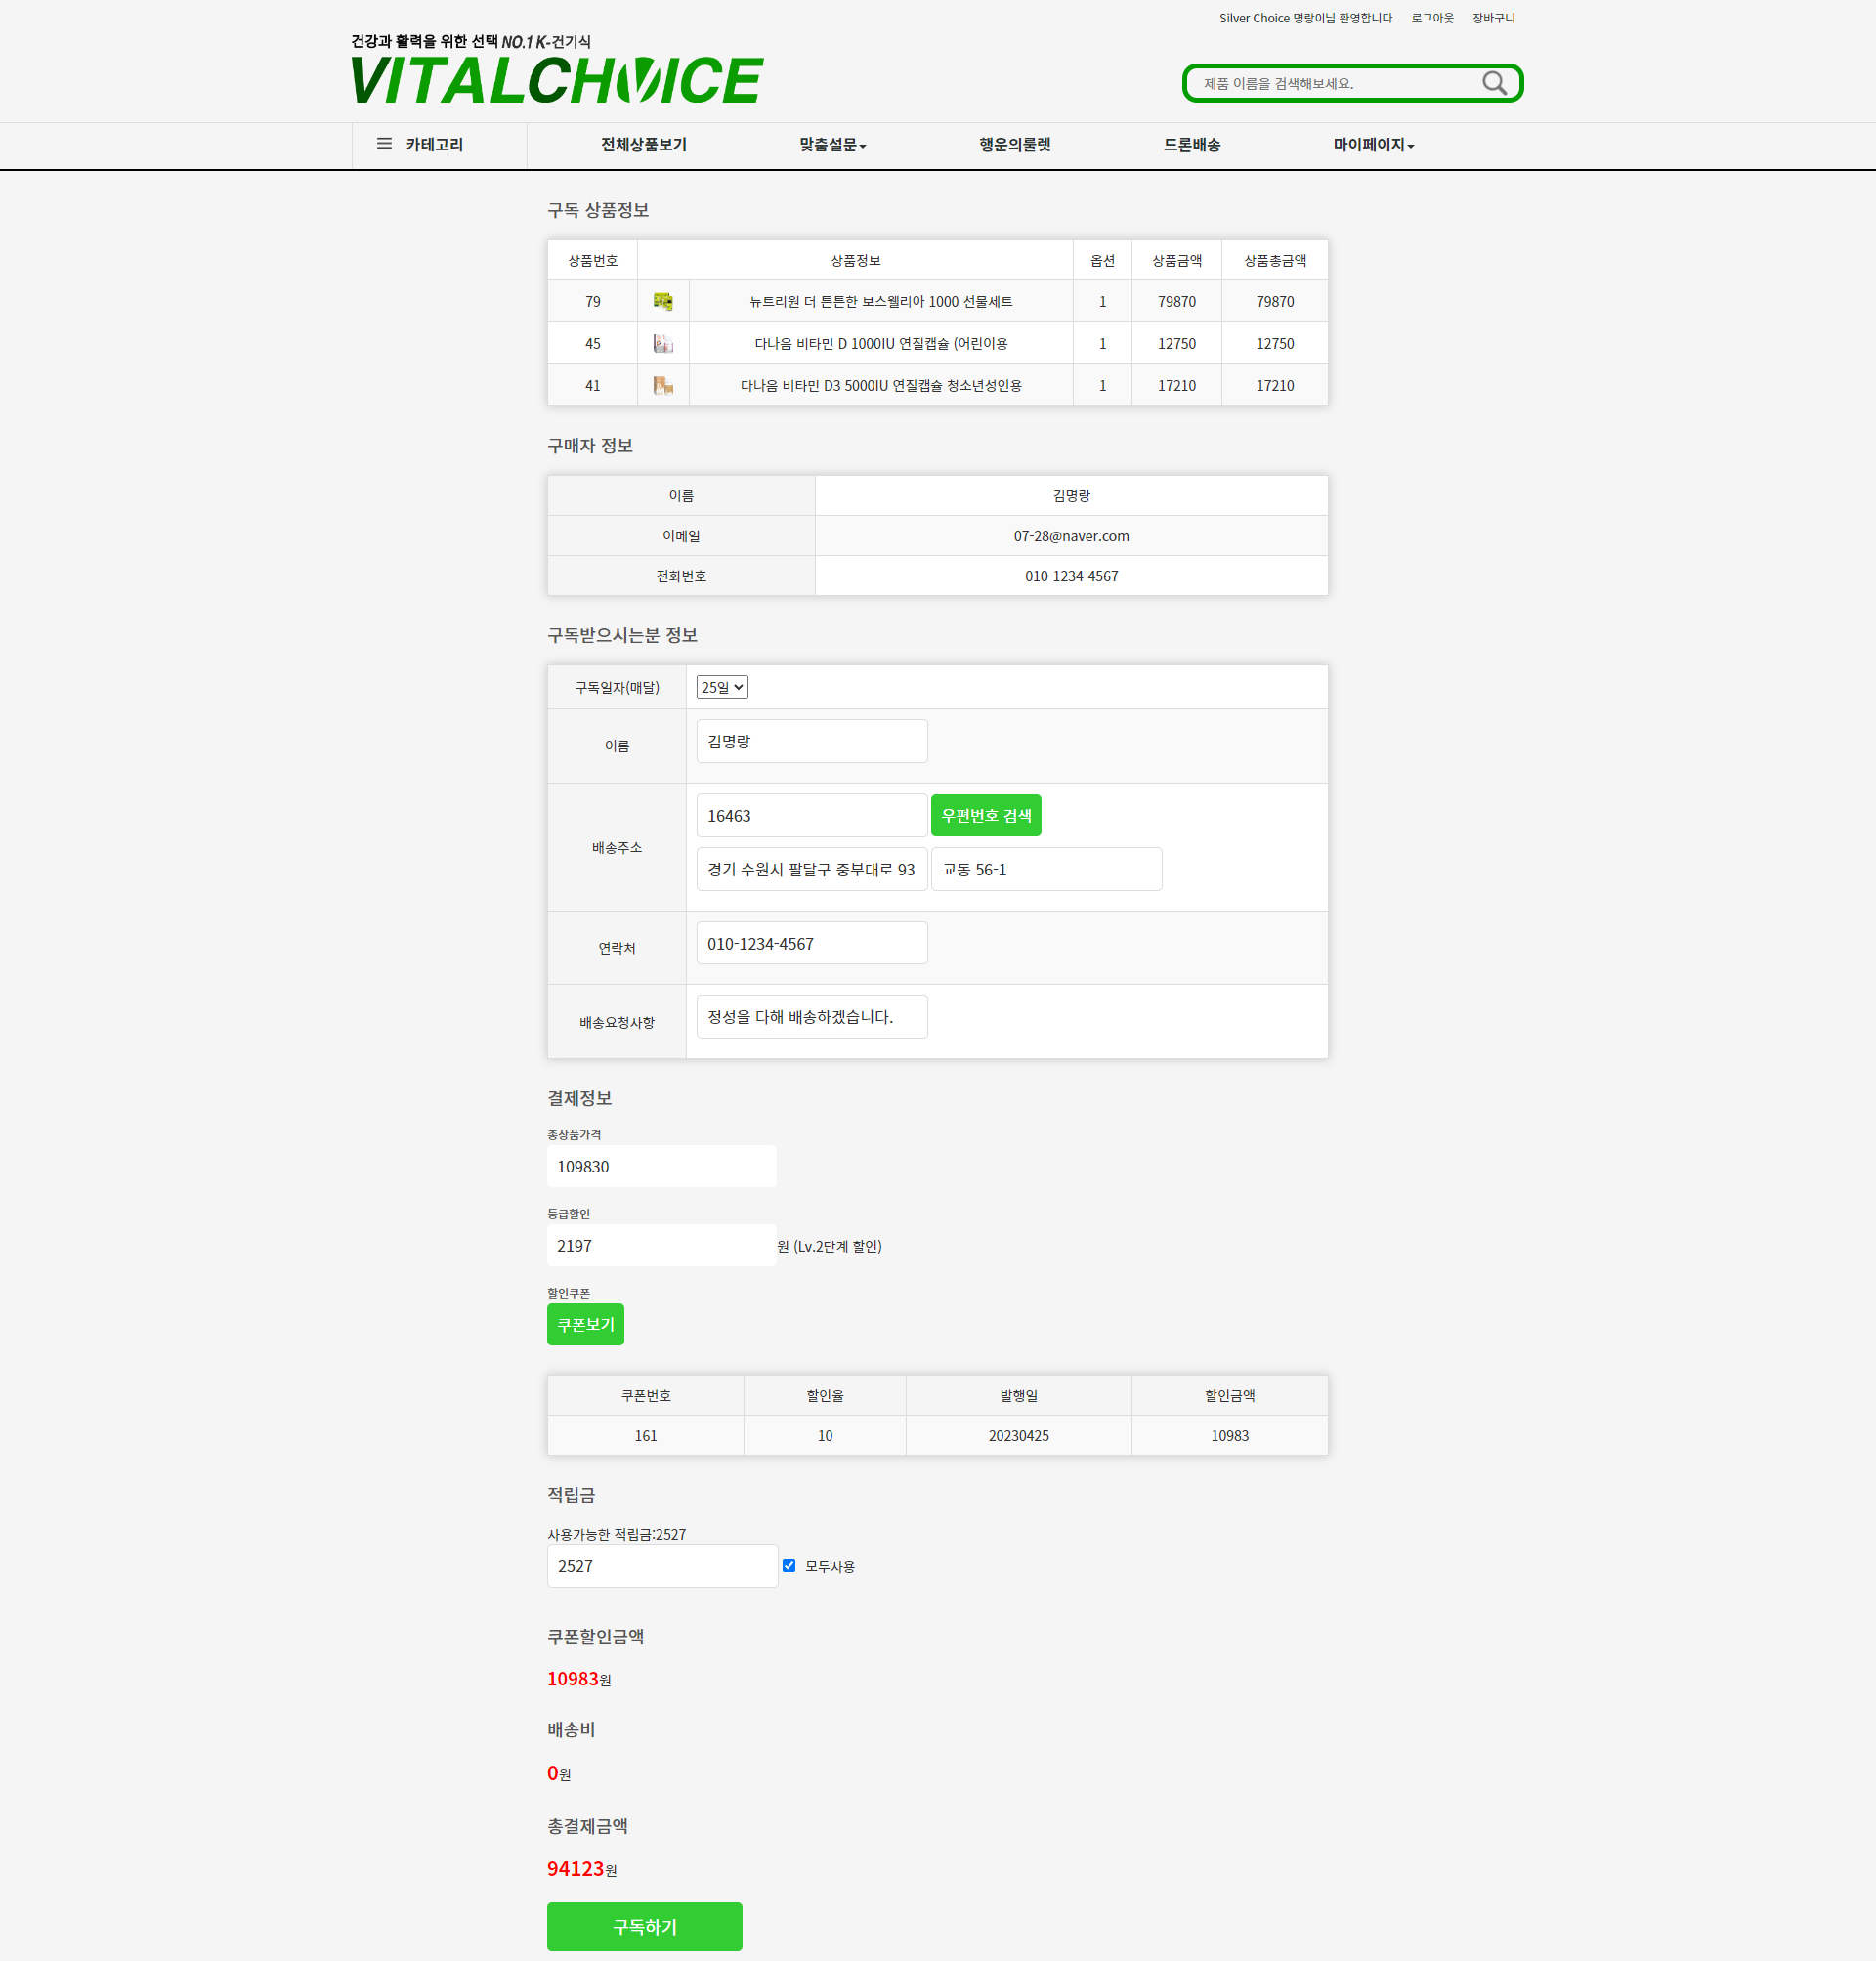 Silver Choice 명랑이님 환영합니다 로그아웃 장바구니
건강과 활력을 위한 선택 NO.1 K-건기식
VITALCHOICE
제품 이름을 검색해보세요.
카테고리 전체상품보기 맞춤설문 행운의룰렛 드론배송 마이페이지
구독 상품정보
상품번호 상품정보 옵션 상품금액 상품총금액
79 뉴트리원 더 튼튼한 보스웰리아 1000 선물세트 1 79870 79870
45 다나음 비타민 D 1000IU 연질캡슐 (어린이용 1 12750 12750
41 다나음 비타민 D3 5000IU 연질캡슐 청소년성인용 1 17210 17210
구매자 정보
이름 김명랑
이메일 07-28@naver.com
전화번호 010-1234-4567
구독받으시는분 정보
구독일자(매달) 25일
이름 김명랑
배송주소 16463 우편번호 검색
경기 수원시 팔달구 중부대로 93 교동 56-1
연락처 010-1234-4567
배송요청사항 정성을 다해 배송하겠습니다.
결제정보
총상품가격
109830
등급할인
2197 원 (Lv.2단계 할인)
할인쿠폰
쿠폰보기
쿠폰번호 할인율 발행일 할인금액
161 10 20230425 10983
적립금
사용가능한 적립금:2527
2527 모두사용
쿠폰할인금액
10983원
배송비
0원
총결제금액
94123원
구독하기